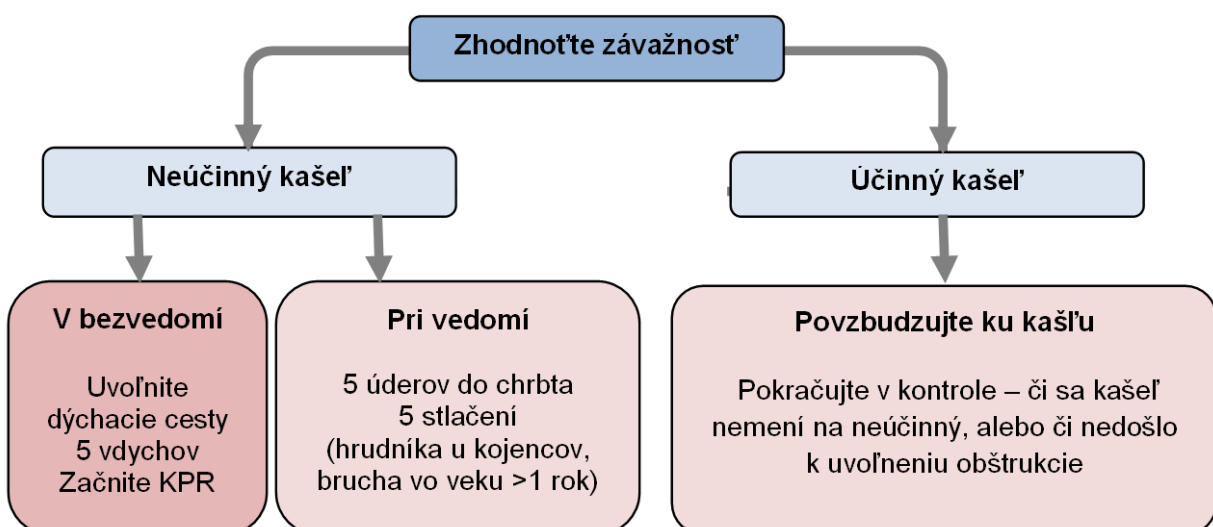 Zhodnoťte závažnosť
Neúčinný kašeľ
Účinný kašeľ
V bezvedomí
Uvoľnite
dýchacie cesty
5 vdychov
Začnite KPR
Pri vedomí
5 úderov do chrbta
5 stlačení
(hrudníka u kojencov,
brucha vo veku >1 rok)
Povzbudzujte ku kašľu
Pokračujte v kontrole – či sa kašeľ
nemení na neúčinný, alebo či nedošlo
k uvoľneniu obštrukcie